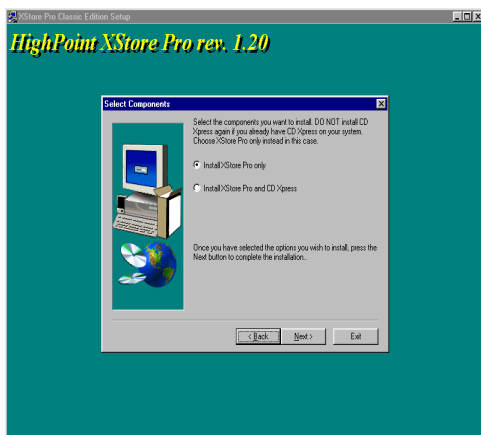 XStore Pro Classic Edition Setup
HighPoint XStore Pro rev. 1.20
Select Components
Select the components you want to install. DO NOT install CD
Xpress again if you already have CD Xpress on your system.
Choose XStore Pro only instead in this case.
Install XStore Pro only
Install XStore Pro and CD Xpress
Once you have selected the options you wish to install, press the
Next button to complete the installation..
< Back Next > Exit